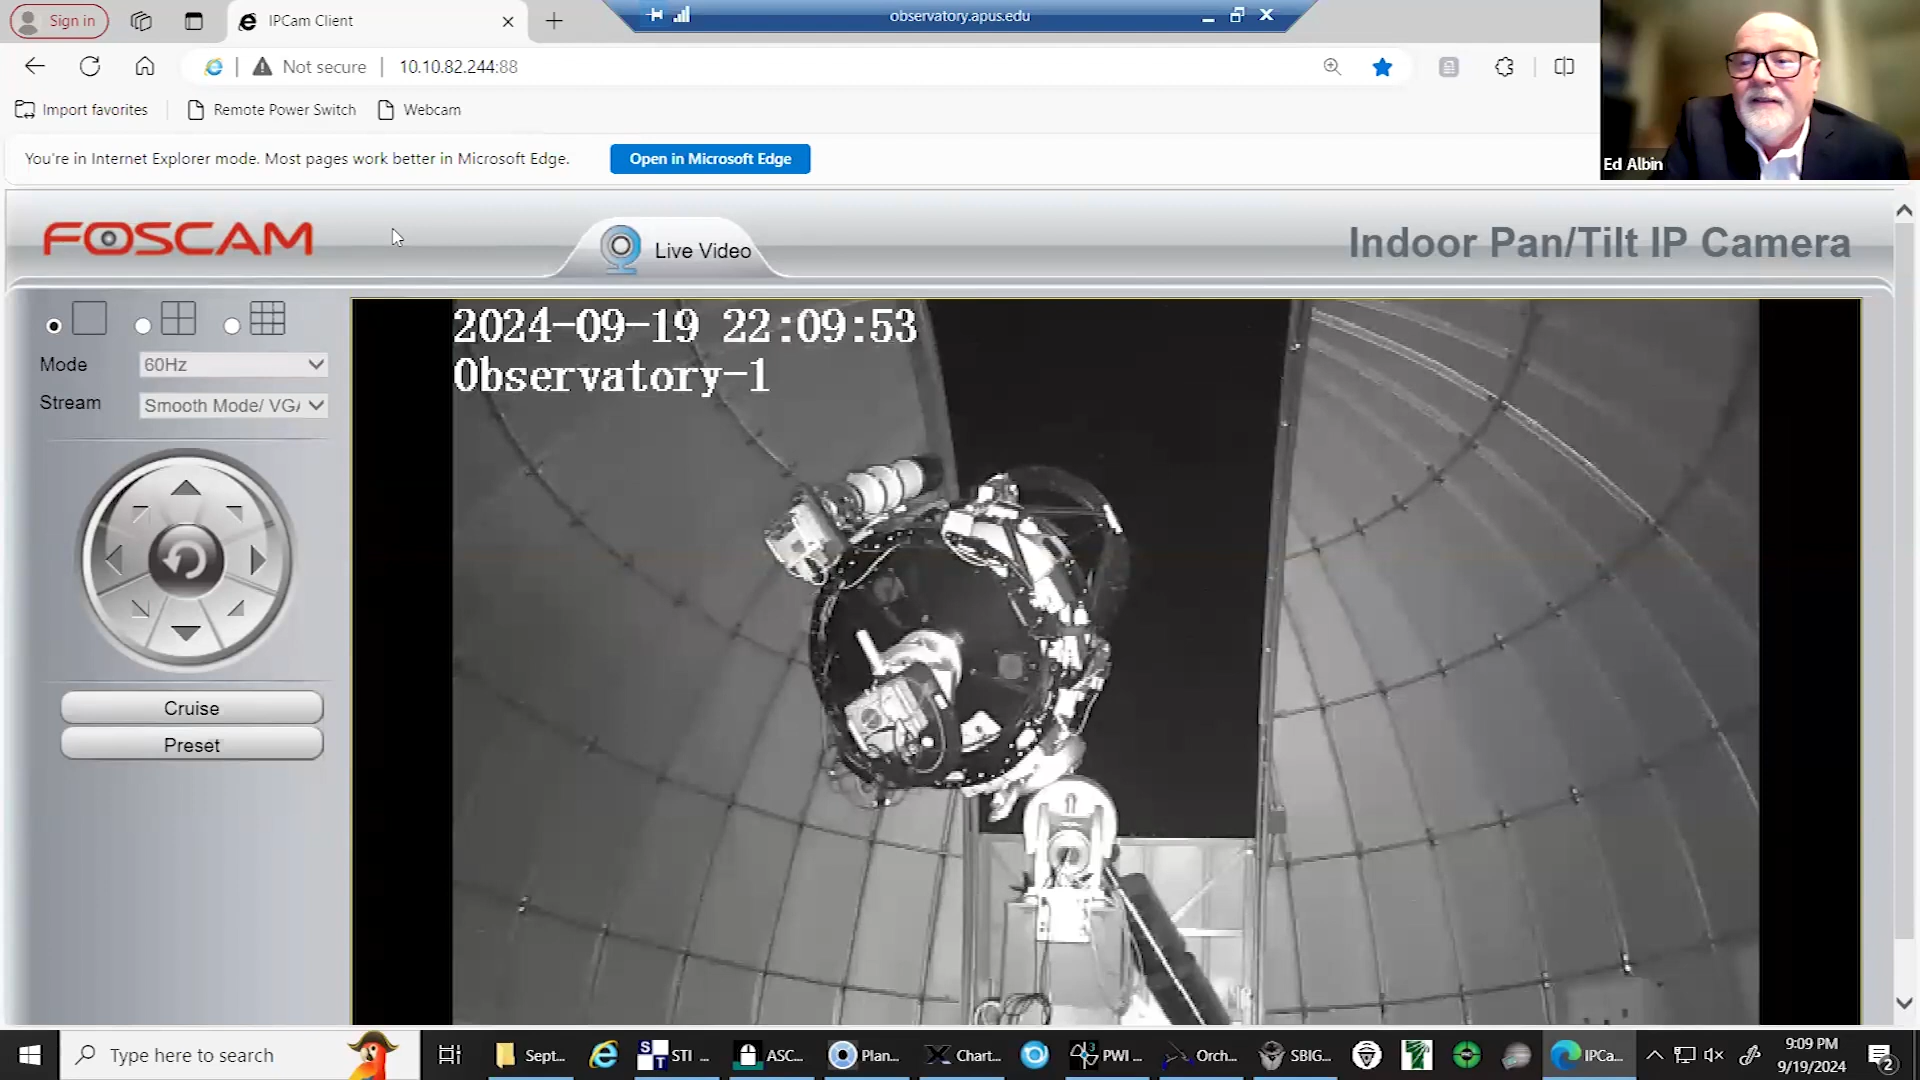 Sign in
IPCam Client
observatory.apus.edu
Not secure
10.10.82.244:88
Import favorites
Remote Power Switch
Webcam
You're in Internet Explorer mode. Most pages work better in Microsoft Edge.
Open in Microsoft Edge
Ed Albin
FOSCAM
Live Video
Indoor Pan/Tilt IP Camera
2024-09-19 22:09:53
Observatory-1
Mode
60Hz
Stream
Smooth Mode/ VGA
Cruise
Preset
Type here to search
Sept...
STI ...
ASC...
Plan...
Chart...
PWI ...
Orch...
SBIG...
IPCa...
9:09 PM
9/19/2024
2